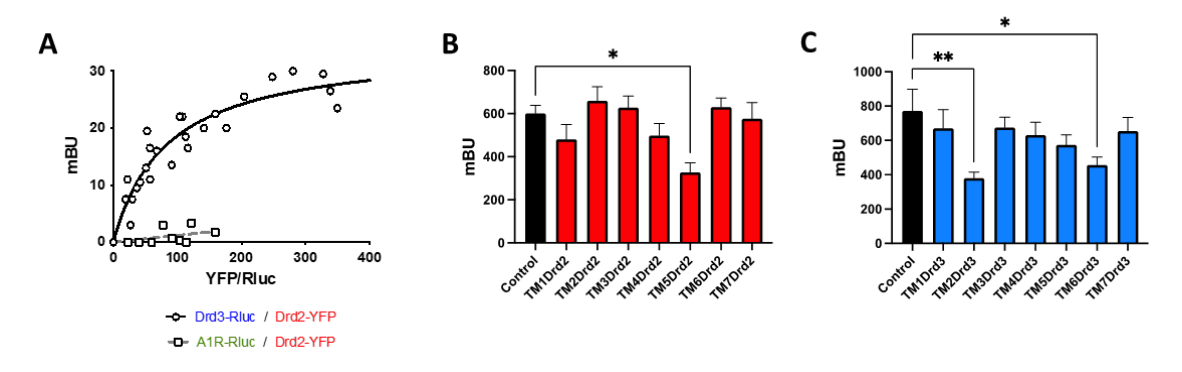 A
mBU
30
20
10
0
0
100
200
300
400
YFP/Rluc
Drd3-Rluc / Drd2-YFP
A1R-Rluc / Drd2-YFP
B
*
mBU
800
600
400
200
0
Control
TM1Drd2
TM2Drd2
TM3Drd2
TM4Drd2
TM5Drd2
TM6Drd2
TM7Drd2
C
*
**
mBU
1000
800
600
400
200
0
Control
TM1Drd3
TM2Drd3
TM3Drd3
TM4Drd3
TM5Drd3
TM6Drd3
TM7Drd3